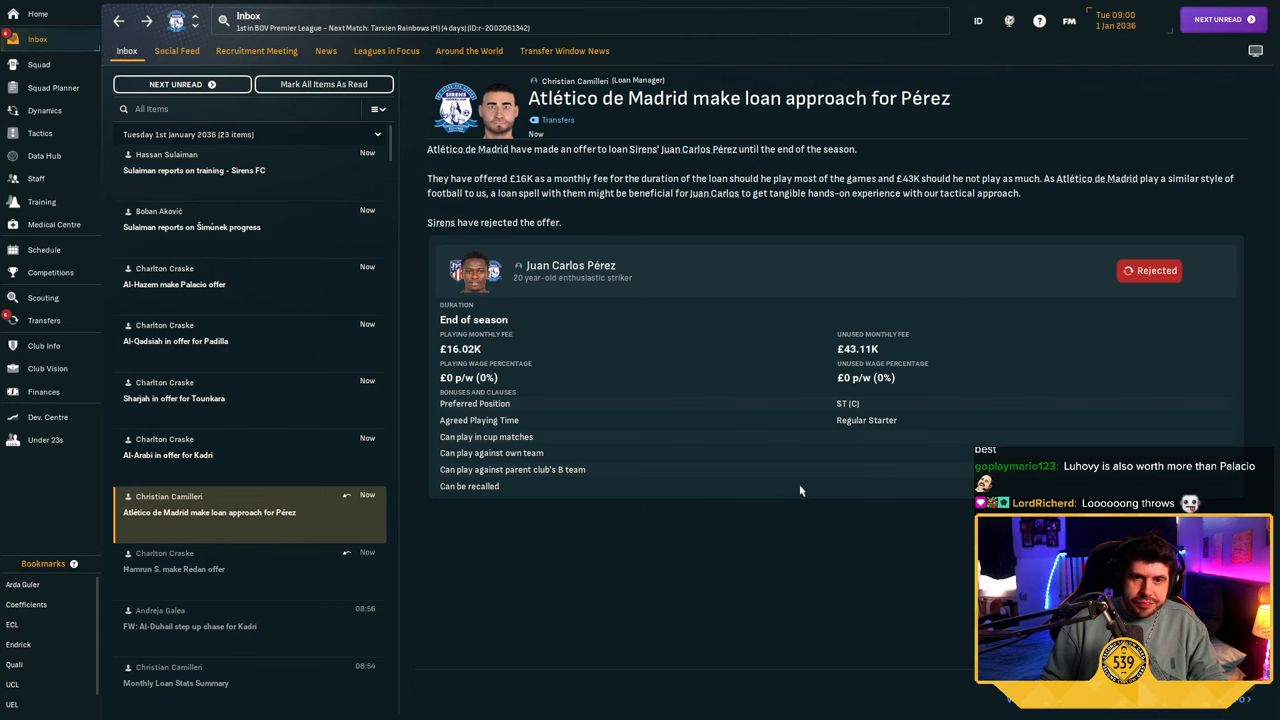 Inbox
1st in BOV Premier League - Next Match: Tarxien Rainbows (H) (4 days) (ID:r-2002061341)
ID
FM
Tue 09:00
1 Jan 2036
NEXT UNREAD
Home
6
Inbox
Squad
Squad Planner
Dynamics
Tactics
Data Hub
Staff
Training
Medical Centre
Schedule
Competitions
Scouting
6
Transfers
Club Info
Club Vision
Finances
Dev. Centre
Under 23s
Bookmarks ?
Arda Guler
Coefficients
ECL
Endrick
Quali
UCL
UEL
Inbox
Social Feed
Recruitment Meeting
News
Leagues in Focus
Around the World
Transfer Window News
NEXT UNREAD
Mark All Items As Read
All Items
Tuesday 1st January 2036 (23 items)
Hassan Sulaiman
Now
Sulaiman reports on training - Sirens FC
Boban Aković
Now
Sulaiman reports on Šimůnek progress
Charlton Craske
Now
Al-Hazem make Palacio offer
Charlton Craske
Now
Al-Qadsiah in offer for Padilla
Charlton Craske
Now
Sharjah in offer for Tounkara
Charlton Craske
Now
Al-Arabi in offer for Kadri
Christian Camilleri
Now
Atlético de Madrid make loan approach for Pérez
Charlton Craske
Now
Ħamrun S. make Redan offer
Andreja Galea
08:56
FW: Al-Duhail step up chase for Kadri
Christian Camilleri
08:54
Monthly Loan Stats Summary
SIRENS
Christian Camilleri (Loan Manager)
Atlético de Madrid make loan approach for Pérez
Transfers
Now
Atlético de Madrid have made an offer to loan Sirens' Juan Carlos Pérez until the end of the season.
They have offered £16K as a monthly fee for the duration of the loan should he play most of the games and £43K should he not play as much. As Atlético de Madrid play a similar style of
football to us, a loan spell with them might be beneficial for Juan Carlos to get tangible hands-on experience with our tactical approach.
Sirens have rejected the offer.
Juan Carlos Pérez
20 year-old enthusiastic striker
Rejected
DURATION
End of season
PLAYING MONTHLY FEE
UNUSED MONTHLY FEE
£16.02K
£43.11K
PLAYING WAGE PERCENTAGE
UNUSED WAGE PERCENTAGE
£0 p/w (0%)
£0 p/w (0%)
BONUSES AND CLAUSES
Preferred Position
ST (C)
Agreed Playing Time
Regular Starter
Can play in cup matches
Can play against own team
Can play against parent club's B team
Can be recalled
best
goplaymario123: Luhovy is also worth more than Palacio
LordRicherd: Loooooong throws
539